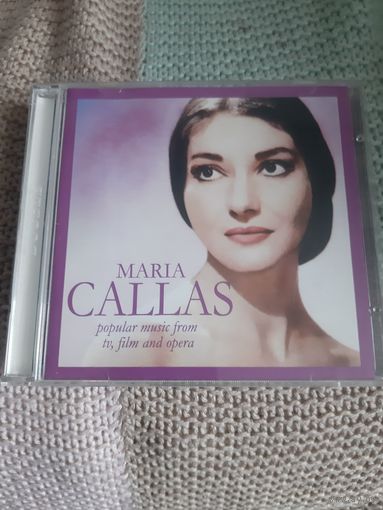 MARIA
CALLAS
popular music from
tv, film and opera